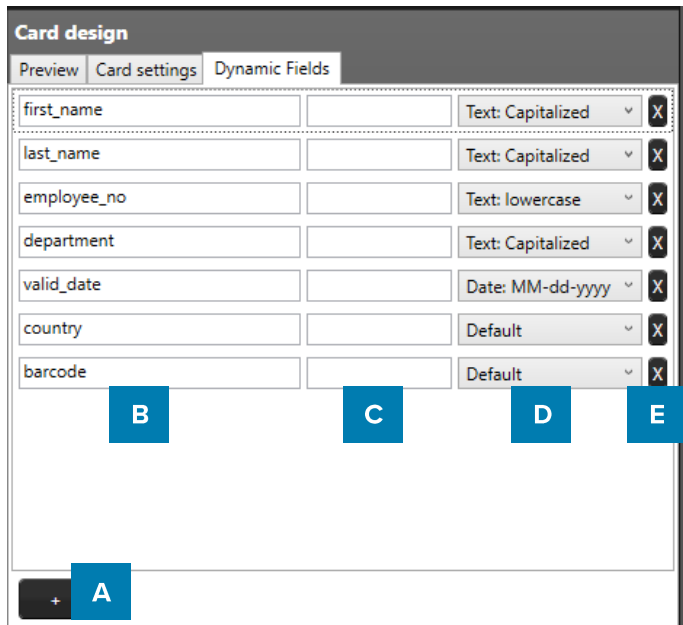 Card design
Preview Card settings Dynamic Fields
first_name Text: Capitalized X
last_name Text: Capitalized X
employee_no Text: lowercase X
department Text: Capitalized X
valid_date Date: MM-dd-yyyy X
country Default X
barcode Default X
B C D E
+ A